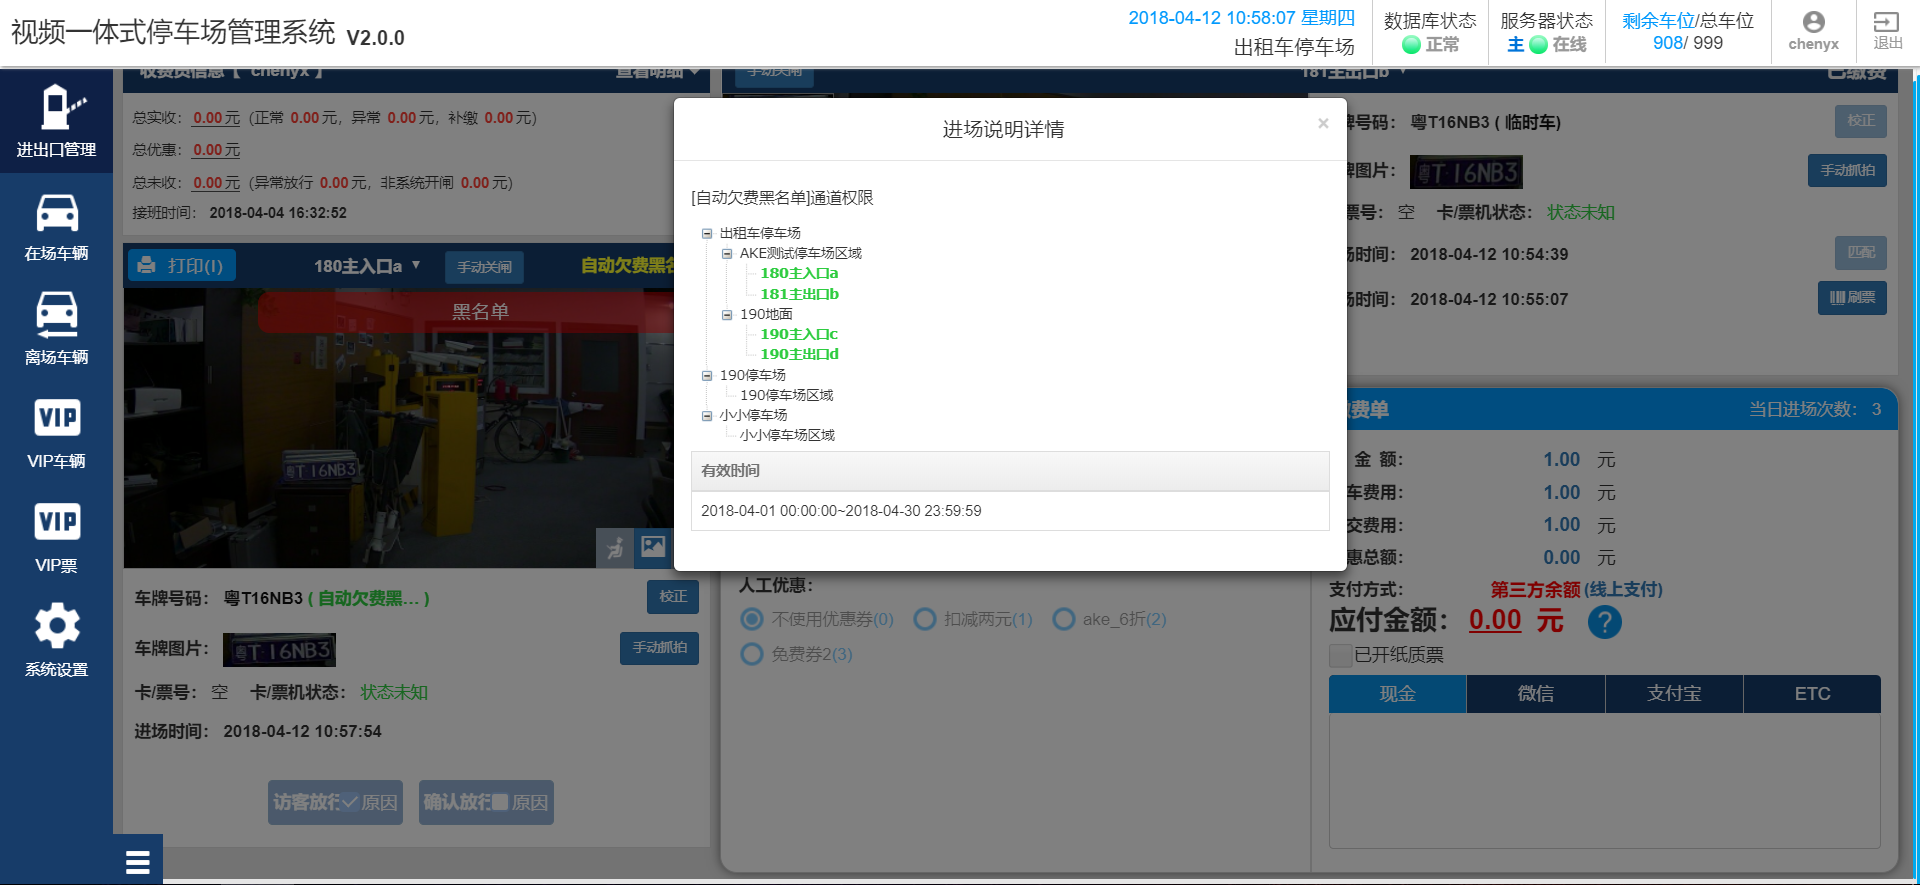 视频一体式停车场管理系统 V2.0.0
2018-04-12 10:58:07 星期四
出租车停车场
数据库状态
正常
服务器状态
主 在线
剩余车位/总车位
908/ 999
chenyx
退出
进出口管理
在场车辆
离场车辆
VIP
VIP车辆
VIP
VIP票
系统设置
收费员信息【 chenyx 】 查看明细
总实收： 0.00 元 (正常 0.00 元，异常 0.00 元，补缴 0.00 元)
总优惠： 0.00 元
总未收： 0.00 元 (异常放行 0.00 元，非系统开闸 0.00 元)
接班时间： 2018-04-04 16:32:52
打印(I) 180主入口a 手动关闸 自动欠费黑名
黑名单
粤T16NB3
车牌号码： 粤T16NB3 ( 自动欠费黑… ) 校正
车牌图片： 粤T·16NB3 手动抓拍
卡/票号： 空 卡/票机状态： 状态未知
进场时间： 2018-04-12 10:57:54
访客放行 原因 确认放行 原因
手动关闸 181主出口b 已缴费
进场说明详情 ×
[自动欠费黑名单]通道权限
出租车停车场
AKE测试停车场区域
180主入口a
181主出口b
190地面
190主入口c
190主出口d
190停车场
190停车场区域
小小停车场
小小停车场区域
有效时间
2018-04-01 00:00:00~2018-04-30 23:59:59
牌号码： 粤T16NB3 ( 临时车) 校正
牌图片： 粤T·16NB3 手动抓拍
票号： 空 卡/票机状态： 状态未知
场时间： 2018-04-12 10:54:39 匹配
场时间： 2018-04-12 10:55:07 刷票
人工优惠：
不使用优惠券(0) 扣减两元(1) ake_6折(2)
免费券2(3)
缴费单 当日进场次数： 3
金 额： 1.00 元
车费用： 1.00 元
交费用： 1.00 元
惠总额： 0.00 元
支付方式： 第三方余额 (线上支付)
应付金额： 0.00 元 ?
已开纸质票
现金 微信 支付宝 ETC